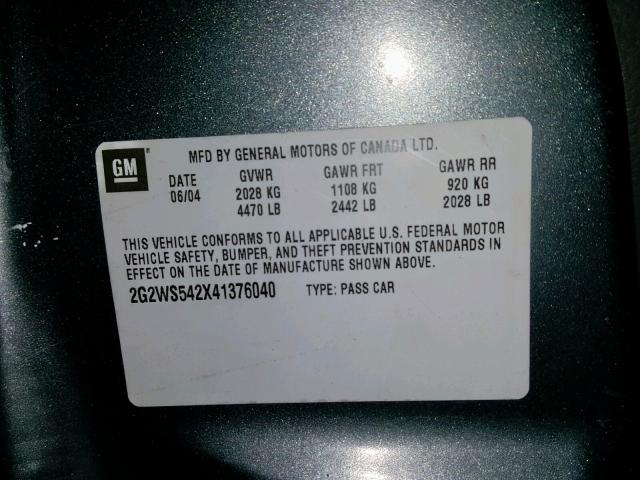 GM
MFD BY GENERAL MOTORS OF CANADA LTD.
DATE GVWR GAWR FRT GAWR RR
06/04 2028 KG 1108 KG 920 KG
4470 LB 2442 LB 2028 LB
THIS VEHICLE CONFORMS TO ALL APPLICABLE U.S. FEDERAL MOTOR
VEHICLE SAFETY, BUMPER, AND THEFT PREVENTION STANDARDS IN
EFFECT ON THE DATE OF MANUFACTURE SHOWN ABOVE.
2G2WS542X41376040 TYPE: PASS CAR